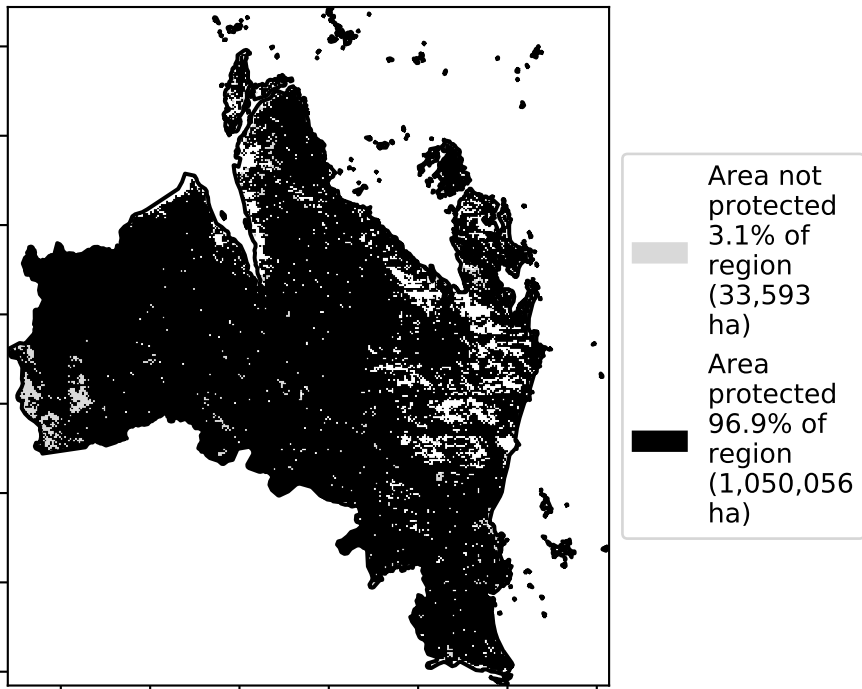 Area not
protected
3.1% of
region
(33,593
ha)
Area
protected
96.9% of
region
(1,050,056
ha)